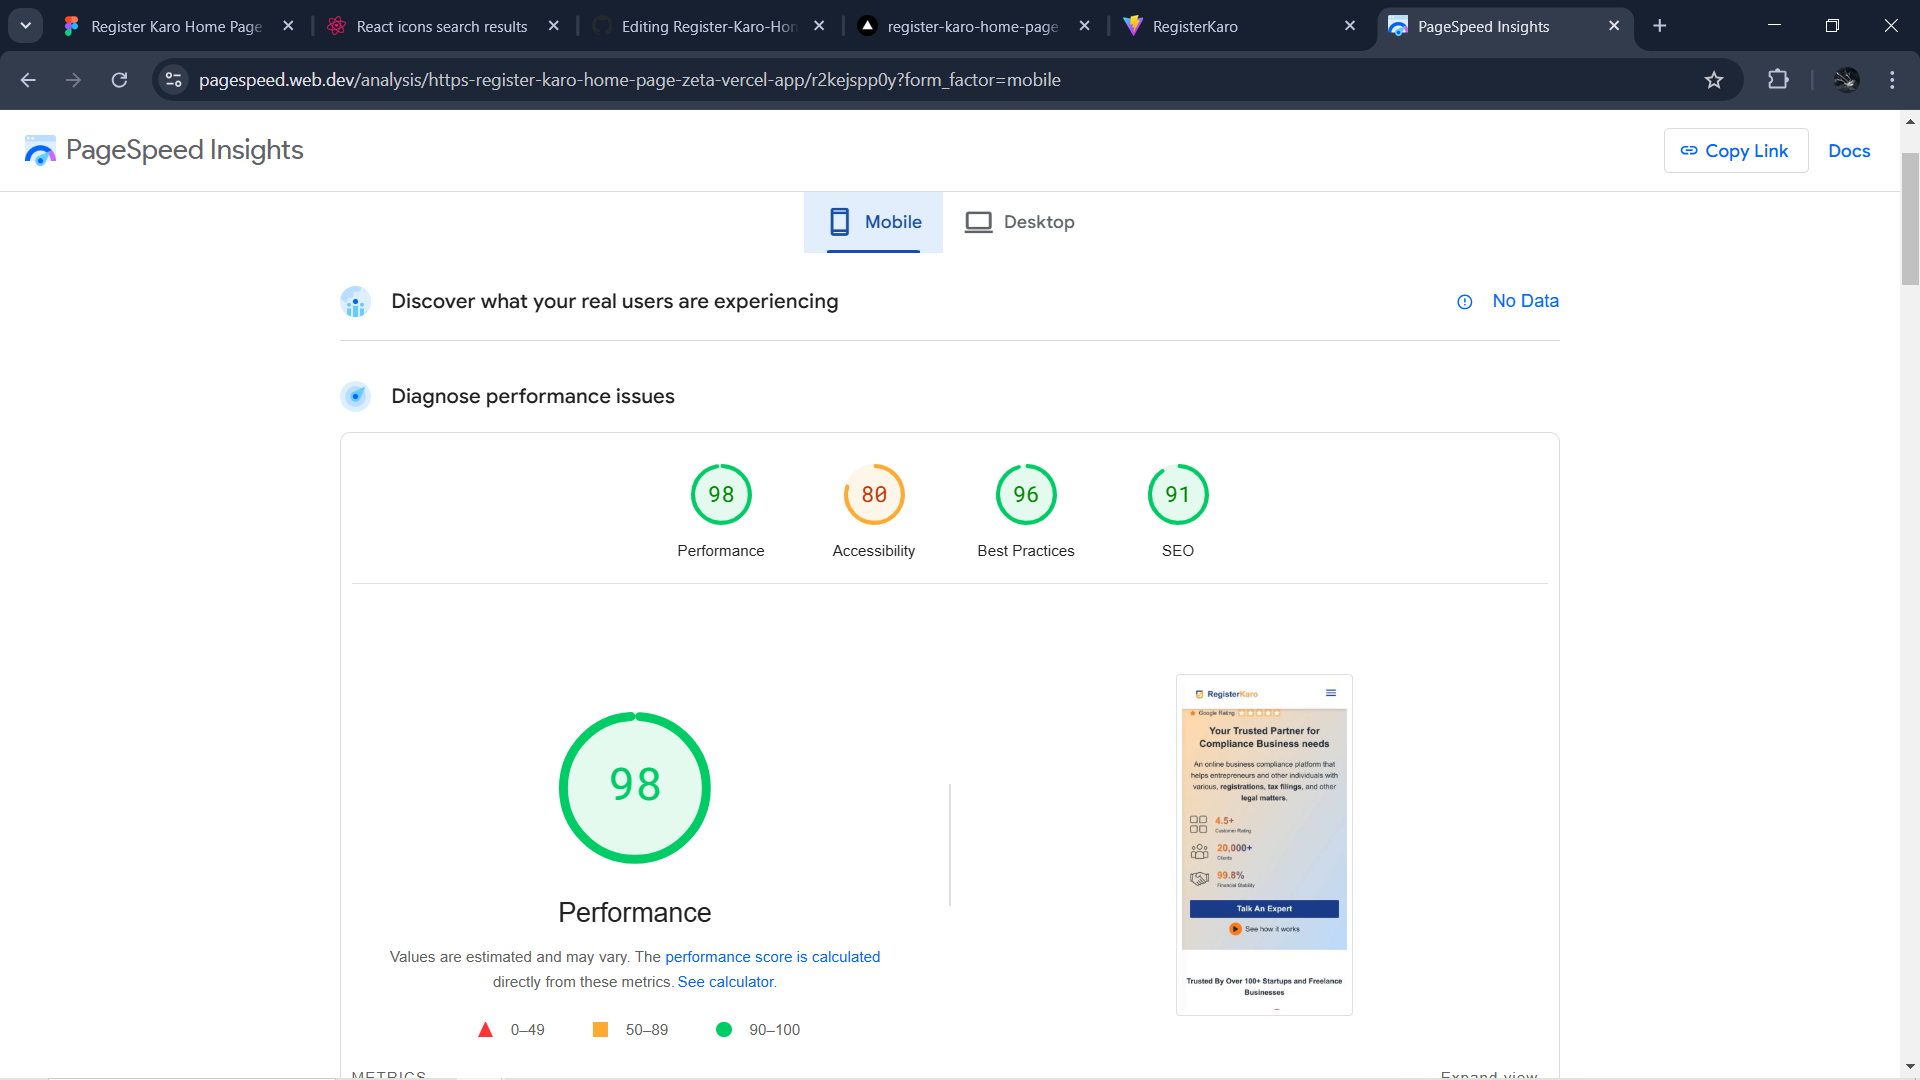 Register Karo Home Page
React icons search results
Editing Register-Karo-Hon
register-karo-home-page
RegisterKaro
PageSpeed Insights
pagespeed.web.dev/analysis/https-register-karo-home-page-zeta-vercel-app/r2kejspp0y?form_factor=mobile
PageSpeed Insights
Copy Link
Docs
Mobile
Desktop
Discover what your real users are experiencing
No Data
Diagnose performance issues
98
80
96
91
Performance
Accessibility
Best Practices
SEO
98
Performance
Values are estimated and may vary. The performance score is calculated
directly from these metrics. See calculator.
0–49
50–89
90–100
RegisterKaro
Google Rating
Your Trusted Partner for
Compliance Business needs
An online business compliance platform that
helps entrepreneurs and other individuals with
various, registrations, tax filings, and other
legal matters.
4.5+
Customer Rating
20,000+
Clients
99.8%
Financial Stability
Talk An Expert
See how it works
Trusted By Over 100+ Startups and Freelance
Businesses
METRICS
Expand view